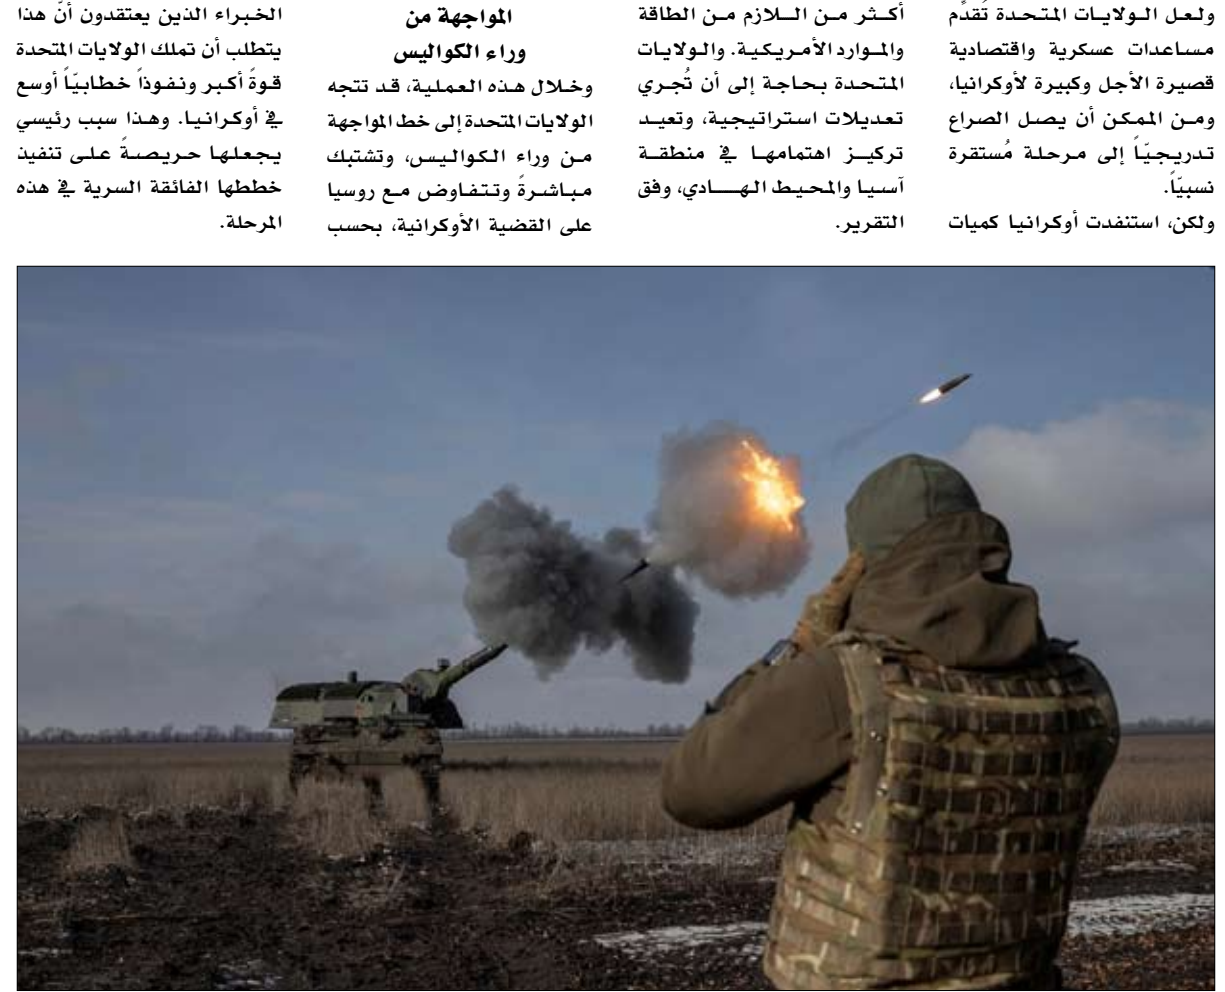 ولعل الولايات المتحدة تُقدّم
مساعدات عسكرية واقتصادية
قصيرة الأجل وكبيرة لأوكرانيا،
ومن الممكن أن يصل الصراع
تدريجيّاً إلى مرحلة مُستقرة
نسبيّاً.
ولكن، استنفدت أوكرانيا كميات
أكثر من اللازم من الطاقة
والموارد الأمريكية. والولايات
المتحدة بحاجة إلى أن تُجري
تعديلات استراتيجية، وتعيد
تركيز اهتمامها في منطقة
آسيا والمحيط الهادي، وفق
التقرير.
المواجهة من
وراء الكواليس
وخلال هذه العملية، قد تتجه
الولايات المتحدة إلى خط المواجهة
من وراء الكواليس، وتشتبك
مباشرةً وتتفاوض مع روسيا
على القضية الأوكرانية، بحسب
الخبراء الذين يعتقدون أنّ هذا
يتطلب أن تملك الولايات المتحدة
قوةً أكبر ونفوذاً خطابيّاً أوسع
في أوكرانيا. وهذا سبب رئيسي
يجعلها حريصةً على تنفيذ
خططها الفائقة السرية في هذه
المرحلة.